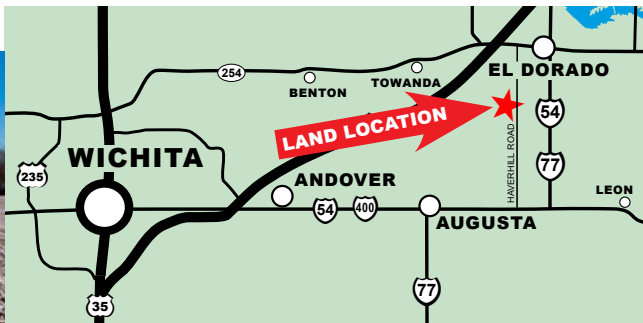 254
BENTON
TOWANDA
EL DORADO
LAND LOCATION
HAVERHILL ROAD
54
77
WICHITA
235
ANDOVER
54
400
AUGUSTA
LEON
35
77